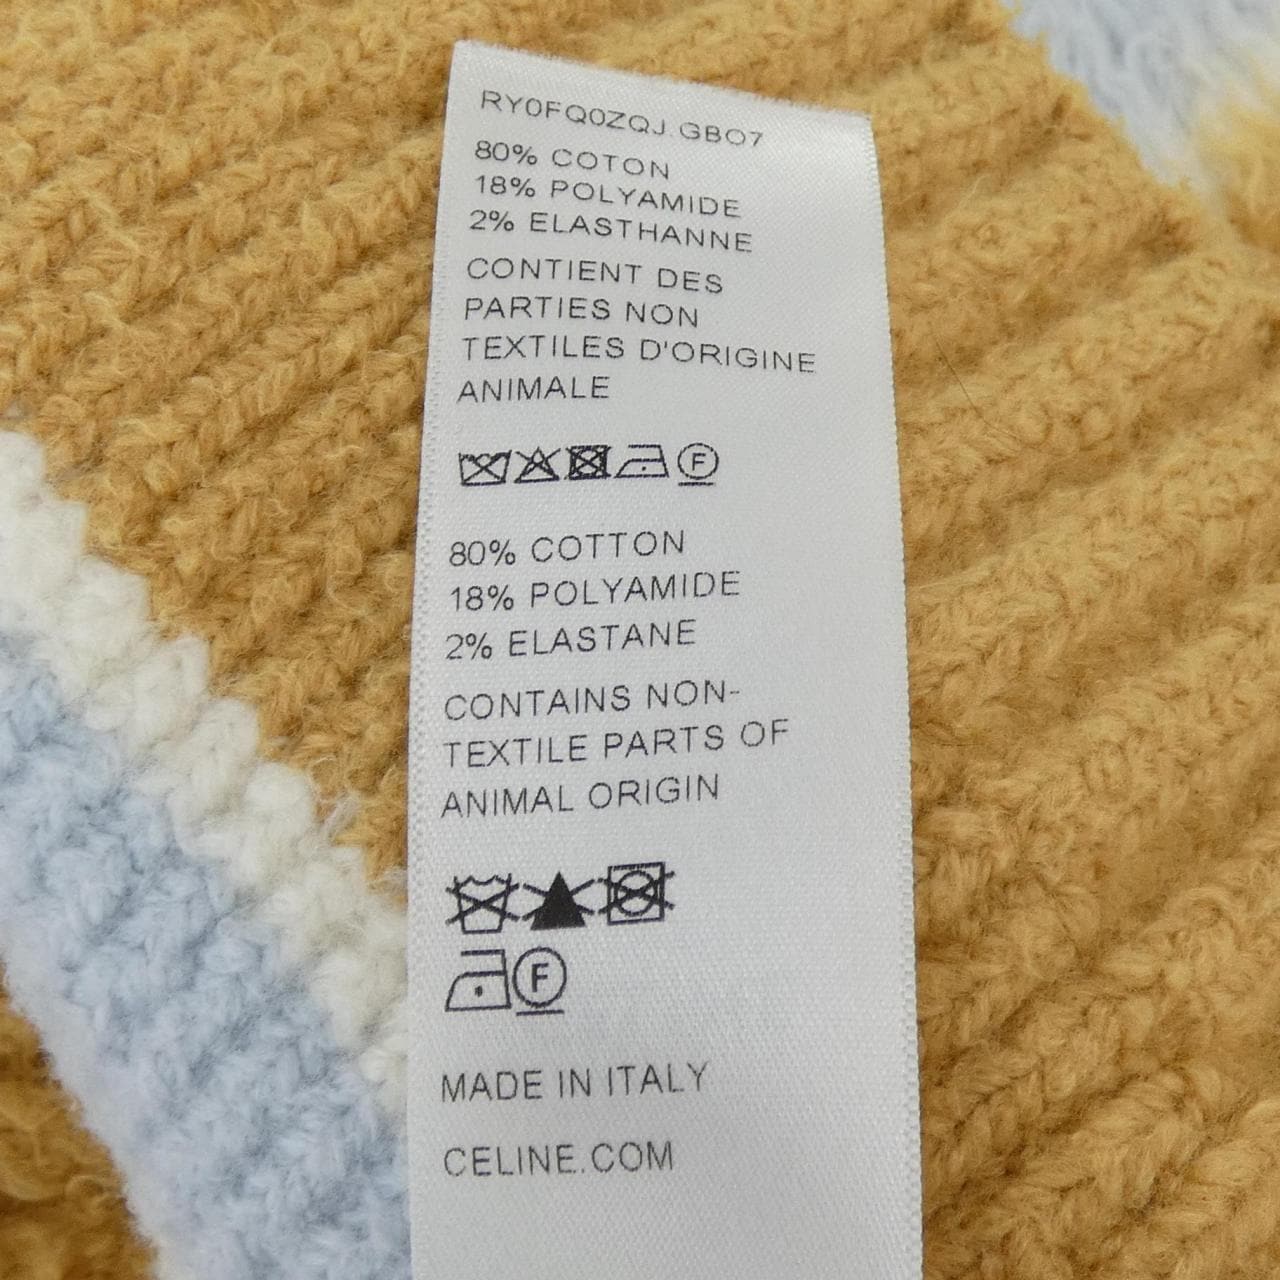 RY0FQ0ZQJ.GBO7
80% COTON
18% POLYAMIDE
2% ELASTHANNE
CONTIENT DES
PARTIES NON
TEXTILES D'ORIGINE
ANIMALE
F
80% COTTON
18% POLYAMIDE
2% ELASTANE
CONTAINS NON-
TEXTILE PARTS OF
ANIMAL ORIGIN
F
MADE IN ITALY
CELINE.COM